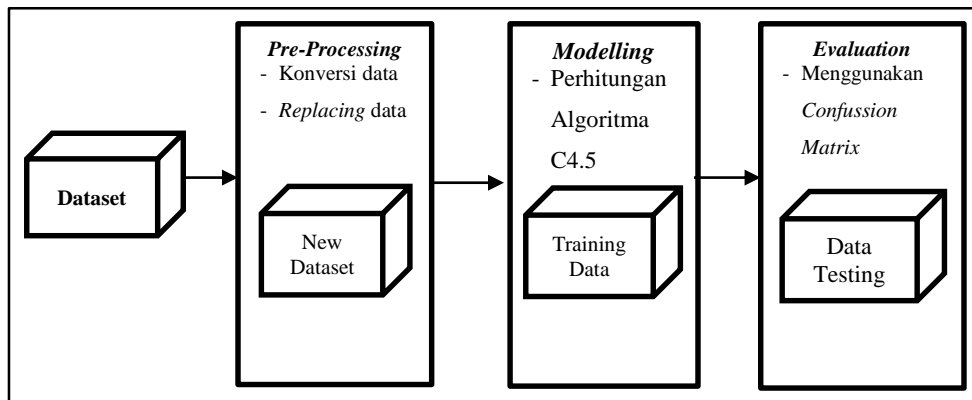 Dataset
Pre-Processing
- Konversi data
- Replacing data
New
Dataset
Modelling
- Perhitungan
Algoritma
C4.5
Training
Data
Evaluation
- Menggunakan
Confussion
Matrix
Data
Testing